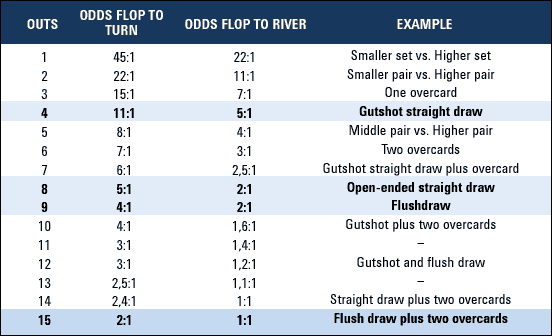 OUTS ODDS FLOP TO TURN ODDS FLOP TO RIVER EXAMPLE
1 45:1 22:1 Smaller set vs. Higher set
2 22:1 11:1 Smaller pair vs. Higher pair
3 15:1 7:1 One overcard
4 11:1 5:1 Gutshot straight draw
5 8:1 4:1 Middle pair vs. Higher pair
6 7:1 3:1 Two overcards
7 6:1 2,5:1 Gutshot straight draw plus overcard
8 5:1 2:1 Open-ended straight draw
9 4:1 2:1 Flushdraw
10 4:1 1,6:1 Gutshot plus two overcards
11 3:1 1,4:1 –
12 3:1 1,2:1 Gutshot and flush draw
13 2,5:1 1,1:1 –
14 2,4:1 1:1 Straight draw plus two overcards
15 2:1 1:1 Flush draw plus two overcards